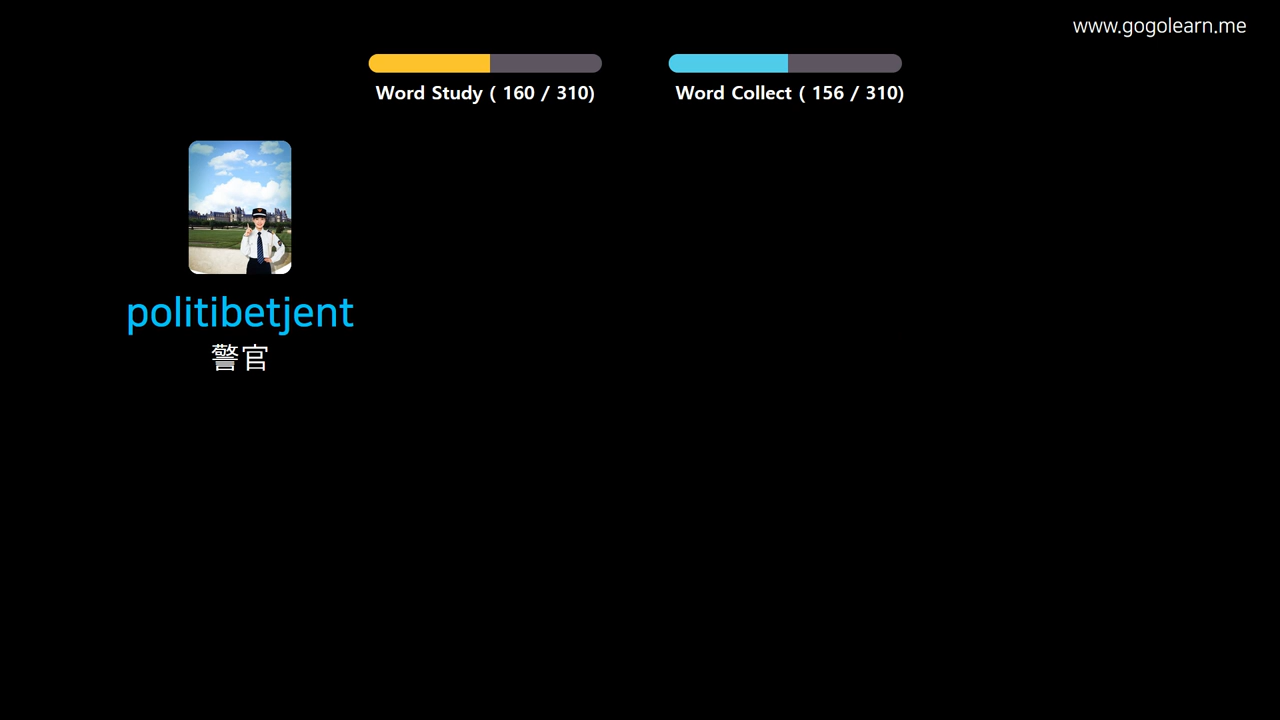 www.gogolearn.me
Word Study ( 160 / 310)
Word Collect ( 156 / 310)
politibetjent
警官